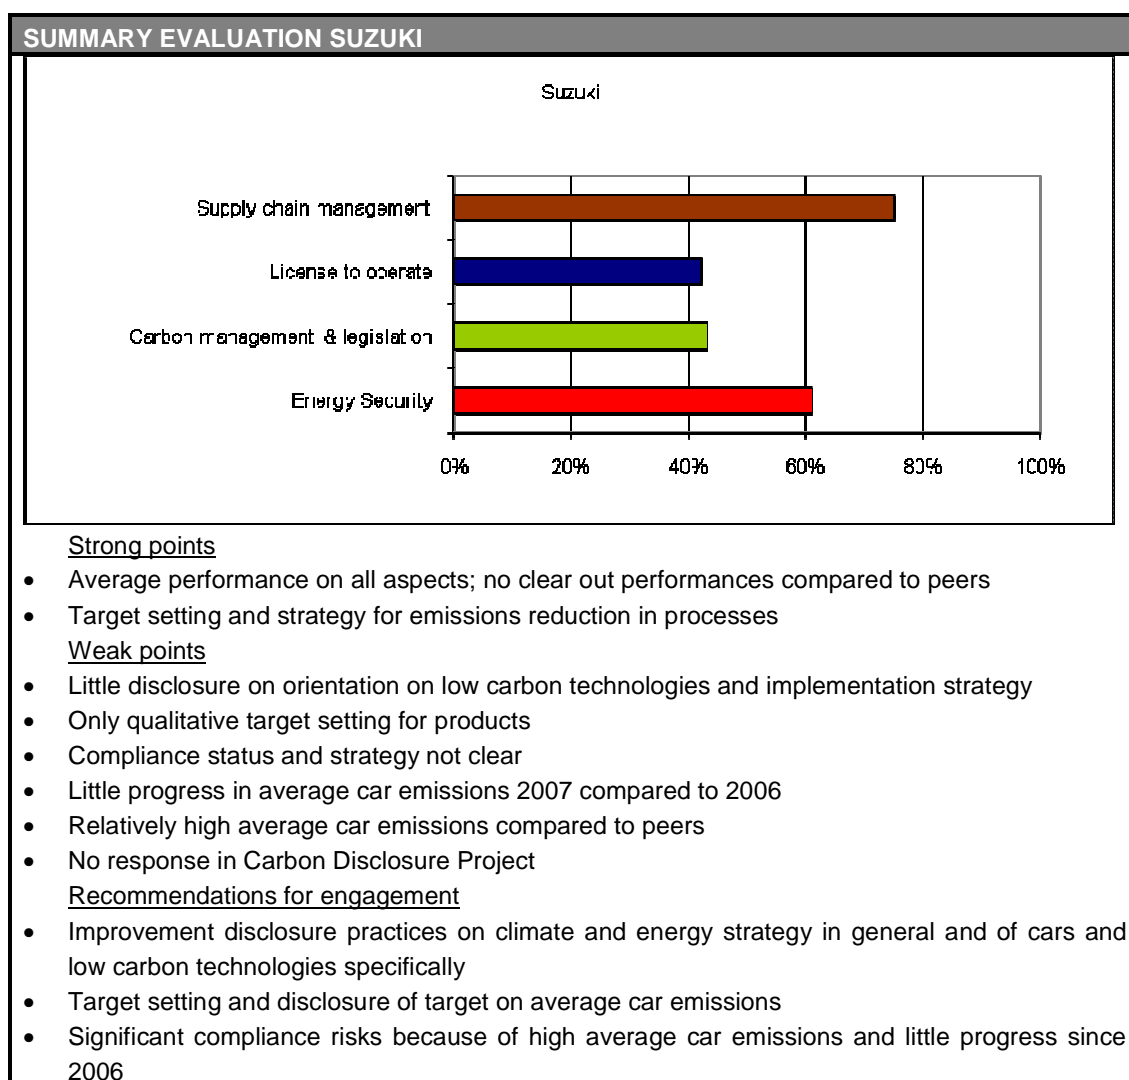 SUMMARY EVALUATION SUZUKI
Suzuki
Supply chain management
License to operate
Carbon management & legislation
Energy Security
0% 20% 40% 60% 80% 100%
Strong points
• Average performance on all aspects; no clear out performances compared to peers
• Target setting and strategy for emissions reduction in processes
Weak points
• Little disclosure on orientation on low carbon technologies and implementation strategy
• Only qualitative target setting for products
• Compliance status and strategy not clear
• Little progress in average car emissions 2007 compared to 2006
• Relatively high average car emissions compared to peers
• No response in Carbon Disclosure Project
Recommendations for engagement
• Improvement disclosure practices on climate and energy strategy in general and of cars and
low carbon technologies specifically
• Target setting and disclosure of target on average car emissions
• Significant compliance risks because of high average car emissions and little progress since
2006